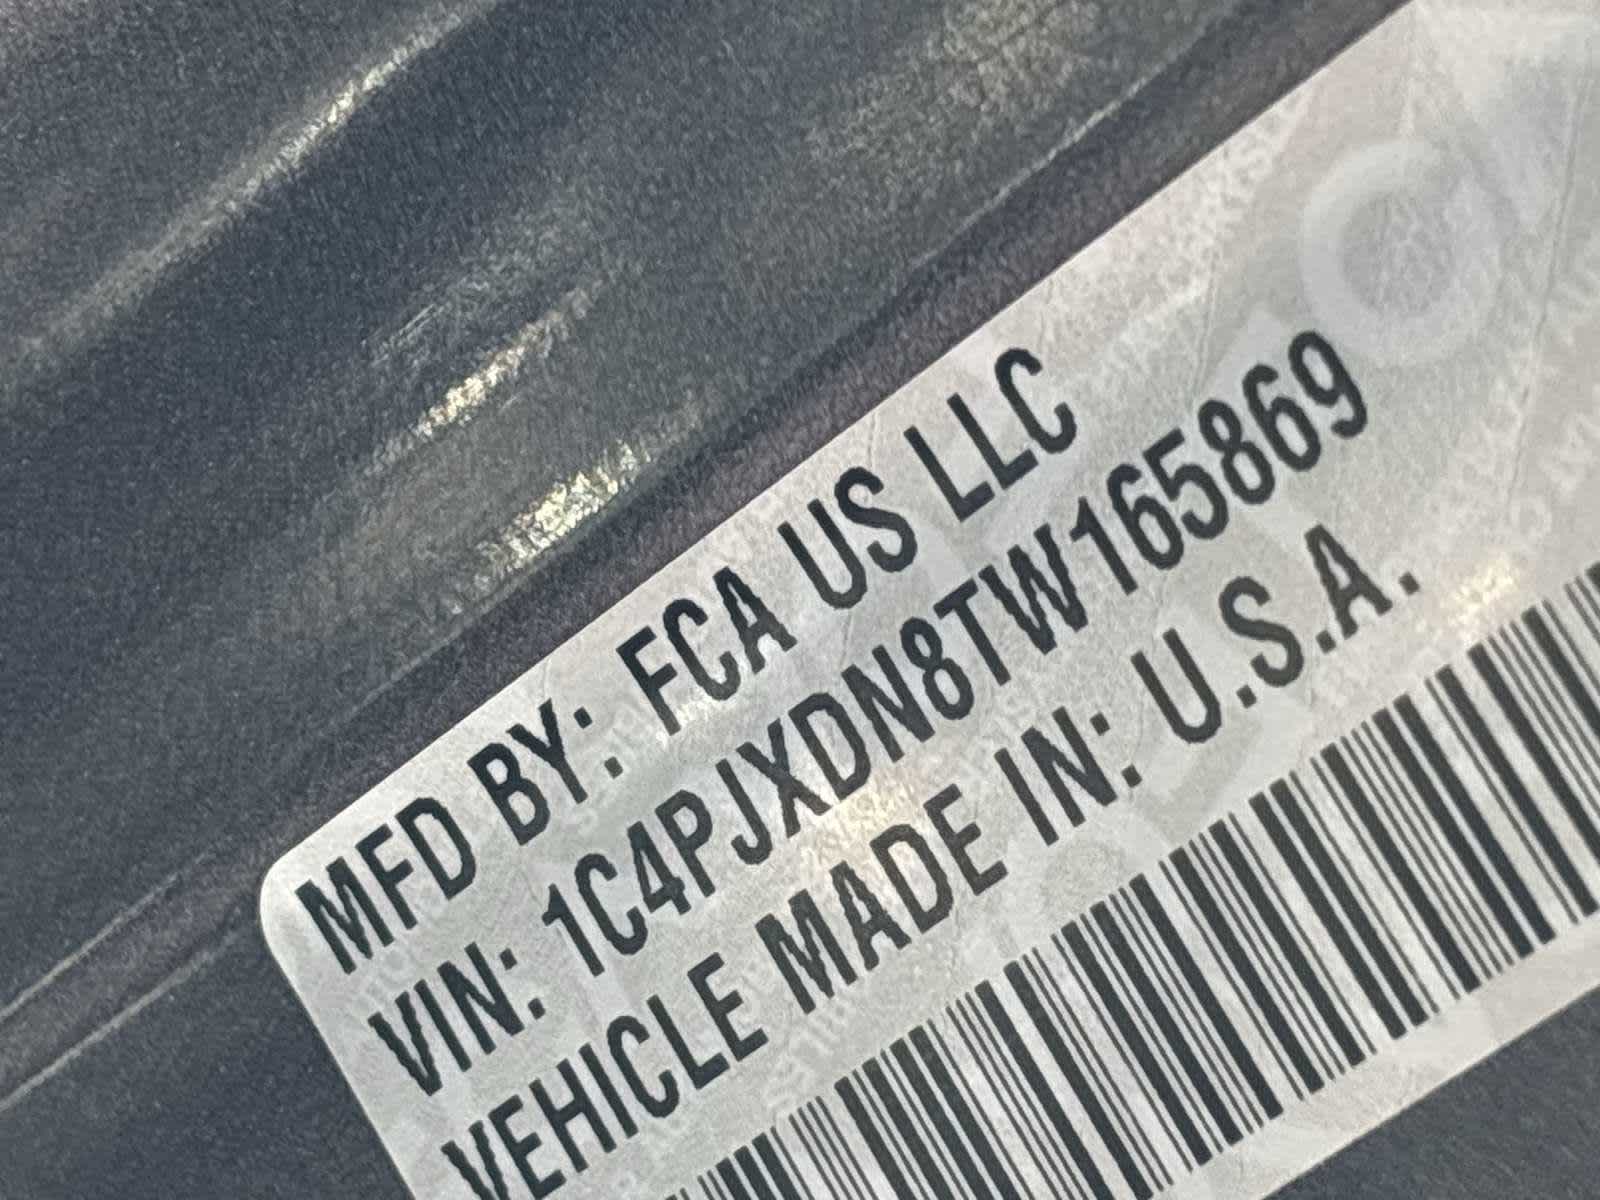 MFD BY: FCA US LLC
VIN: 1C4PJXDN8TW165869
VEHICLE MADE IN: U.S.A.